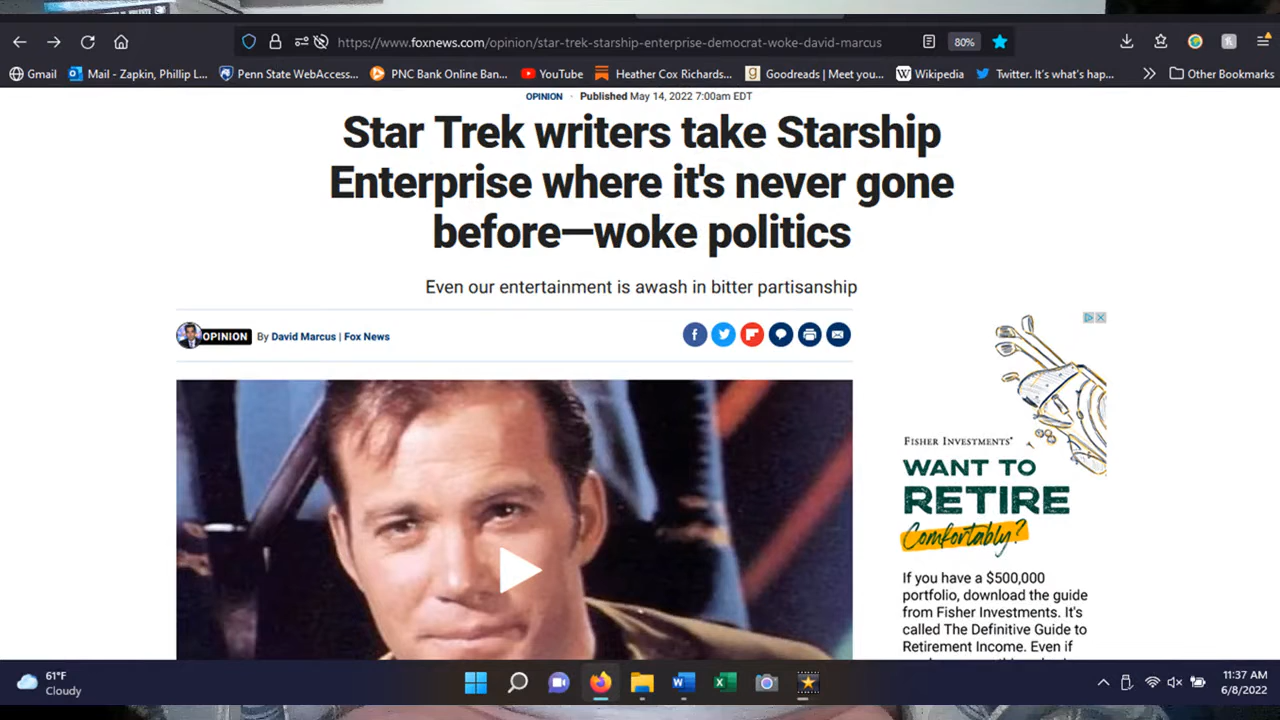 https://www.foxnews.com/opinion/star-trek-starship-enterprise-democrat-woke-david-marcus
80%
Gmail
Mail - Zapkin, Phillip L...
Penn State WebAccess...
PNC Bank Online Ban...
YouTube
Heather Cox Richards...
Goodreads | Meet you...
Wikipedia
Twitter. It's what's hap...
Other Bookmarks
OPINION · Published May 14, 2022 7:00am EDT
Star Trek writers take Starship
Enterprise where it's never gone
before—woke politics
Even our entertainment is awash in bitter partisanship
OPINION By David Marcus | Fox News
FISHER INVESTMENTS®
WANT TO
RETIRE
Comfortably?
If you have a $500,000
portfolio, download the guide
from Fisher Investments. It's
called The Definitive Guide to
Retirement Income. Even if
61°F
Cloudy
11:37 AM
6/8/2022